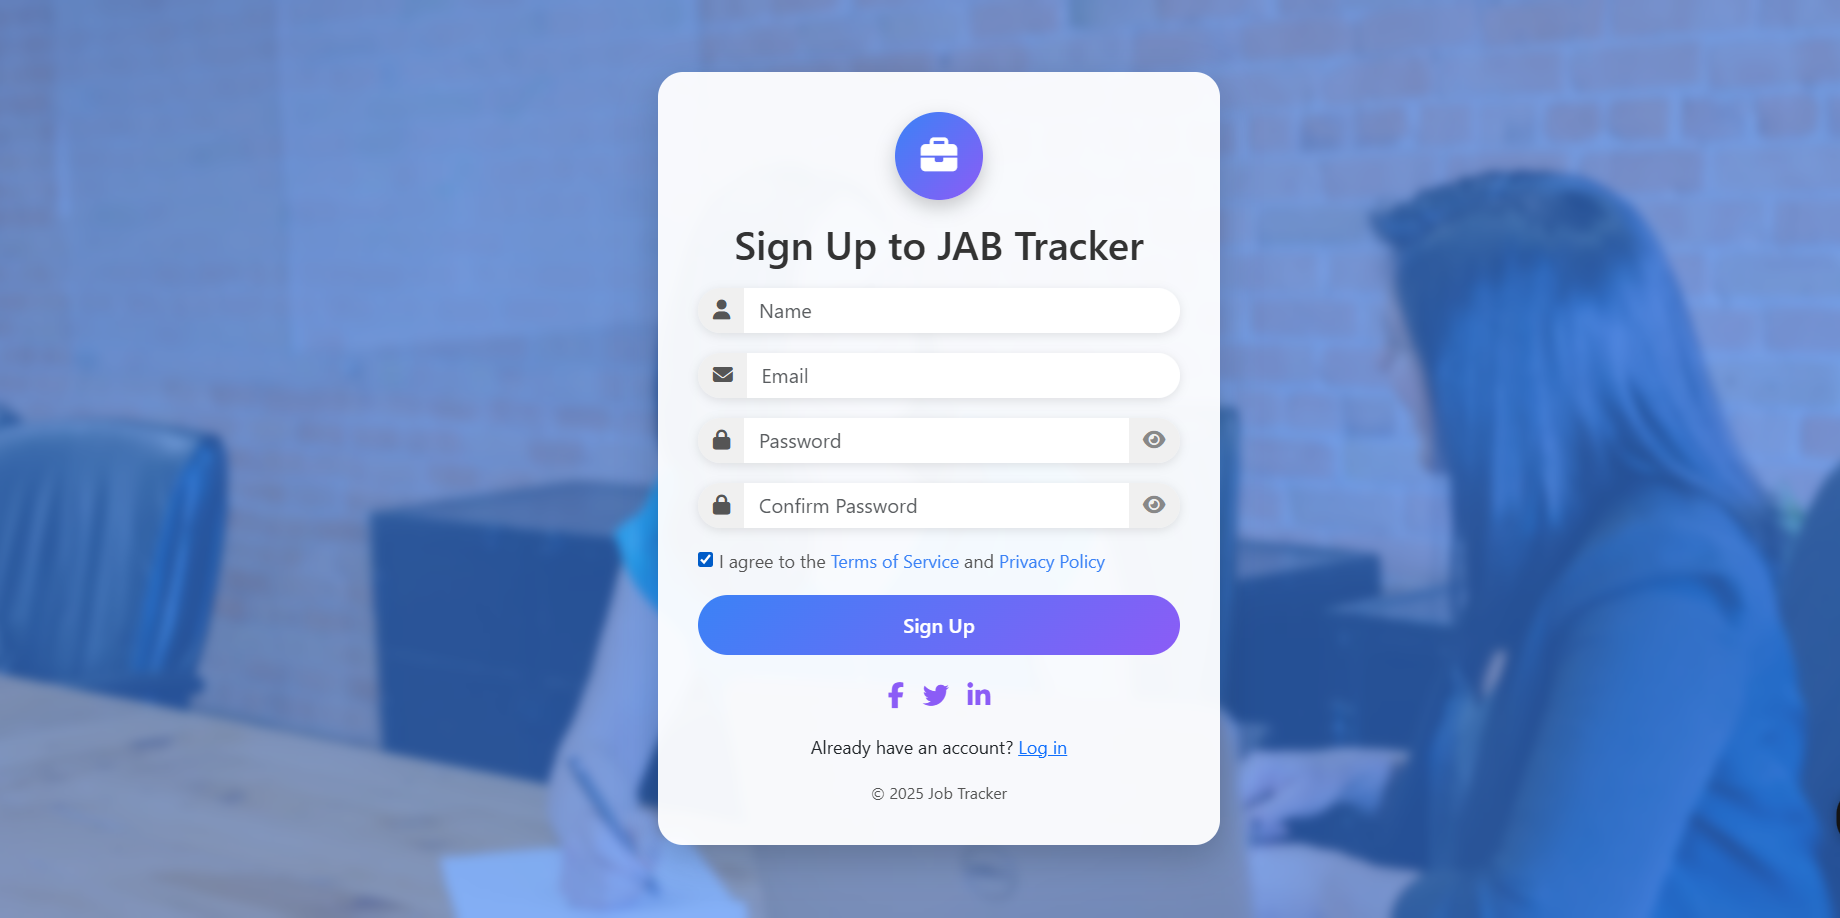 Sign Up to JAB Tracker
Name
Email
Password
Confirm Password
I agree to the Terms of Service and Privacy Policy
Sign Up
Already have an account? Log in
© 2025 Job Tracker